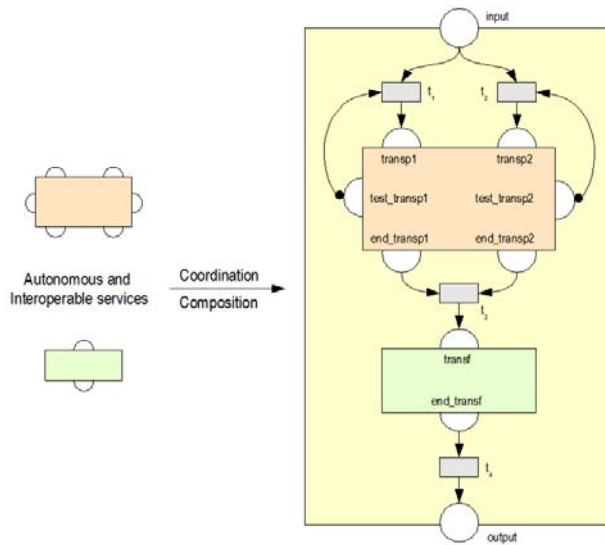 input
t₁
t₂
transp1 transp2
test_transp1 test_transp2
end_transp1 end_transp2
Autonomous and
Interoperable services
Coordination
Composition
t₃
transf
end_transf
t₄
output